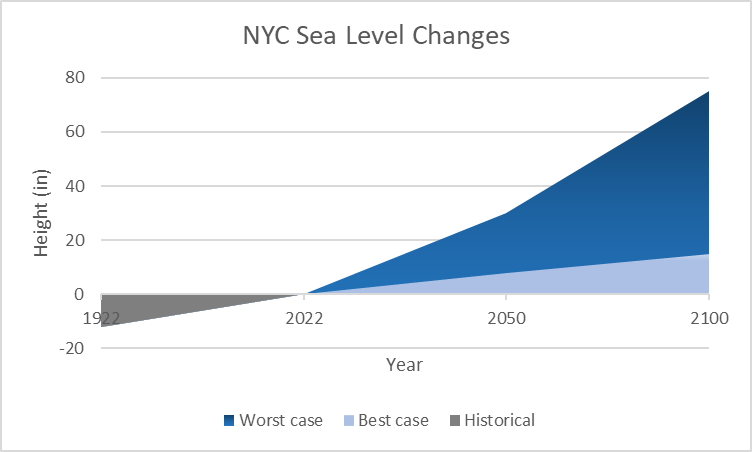 NYC Sea Level Changes
80
60
40
20
0
-20
Height (in)
1922 2022 2050 2100
Year
Worst case Best case Historical